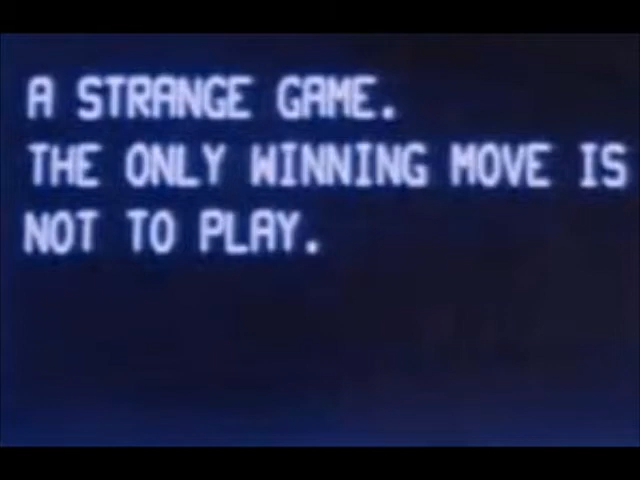 A STRANGE GAME.
THE ONLY WINNING MOVE IS
NOT TO PLAY.